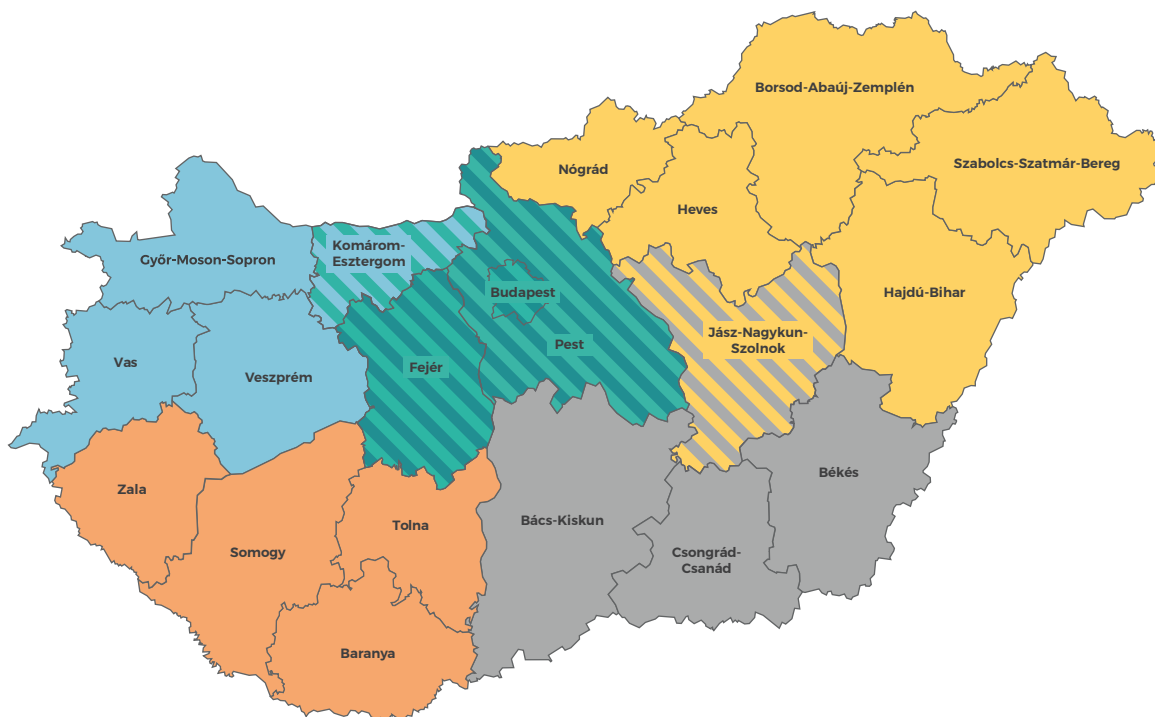 Borsod-Abaúj-Zemplén
Szabolcs-Szatmár-Bereg
Nógrád
Heves
Komárom-
Esztergom
Győr-Moson-Sopron
Budapest
Hajdú-Bihar
Jász-Nagykun-
Szolnok
Pest
Vas
Fejér
Veszprém
Békés
Zala
Bács-Kiskun
Tolna
Somogy
Csongrád-
Csanád
Baranya